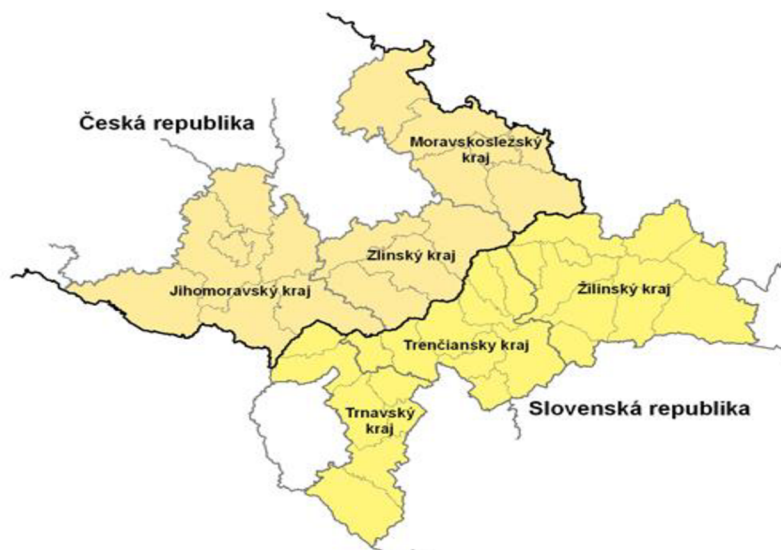 Česká republika
Moravskoslezský
kraj
Zlínský kraj
Jihomoravský kraj
Žilinský kraj
Trenčiansky kraj
Trnavský
kraj
Slovenská republika